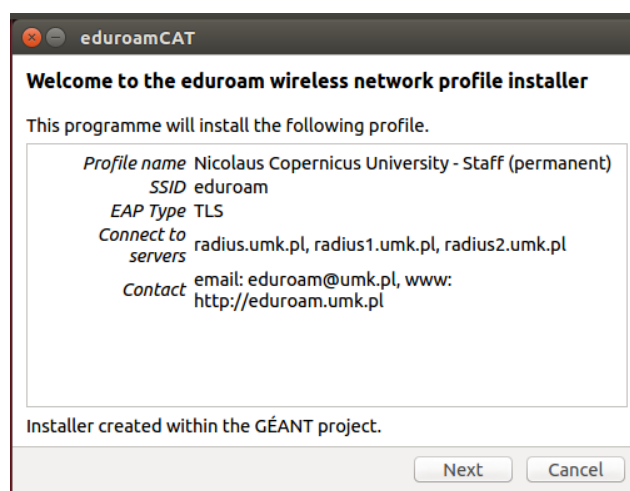 eduroamCAT
Welcome to the eduroam wireless network profile installer
This programme will install the following profile.
Profile name Nicolaus Copernicus University - Staff (permanent)
SSID eduroam
EAP Type TLS
Connect to
servers radius.umk.pl, radius1.umk.pl, radius2.umk.pl
Contact email: eduroam@umk.pl, www:
http://eduroam.umk.pl
Installer created within the GÉANT project.
Next Cancel